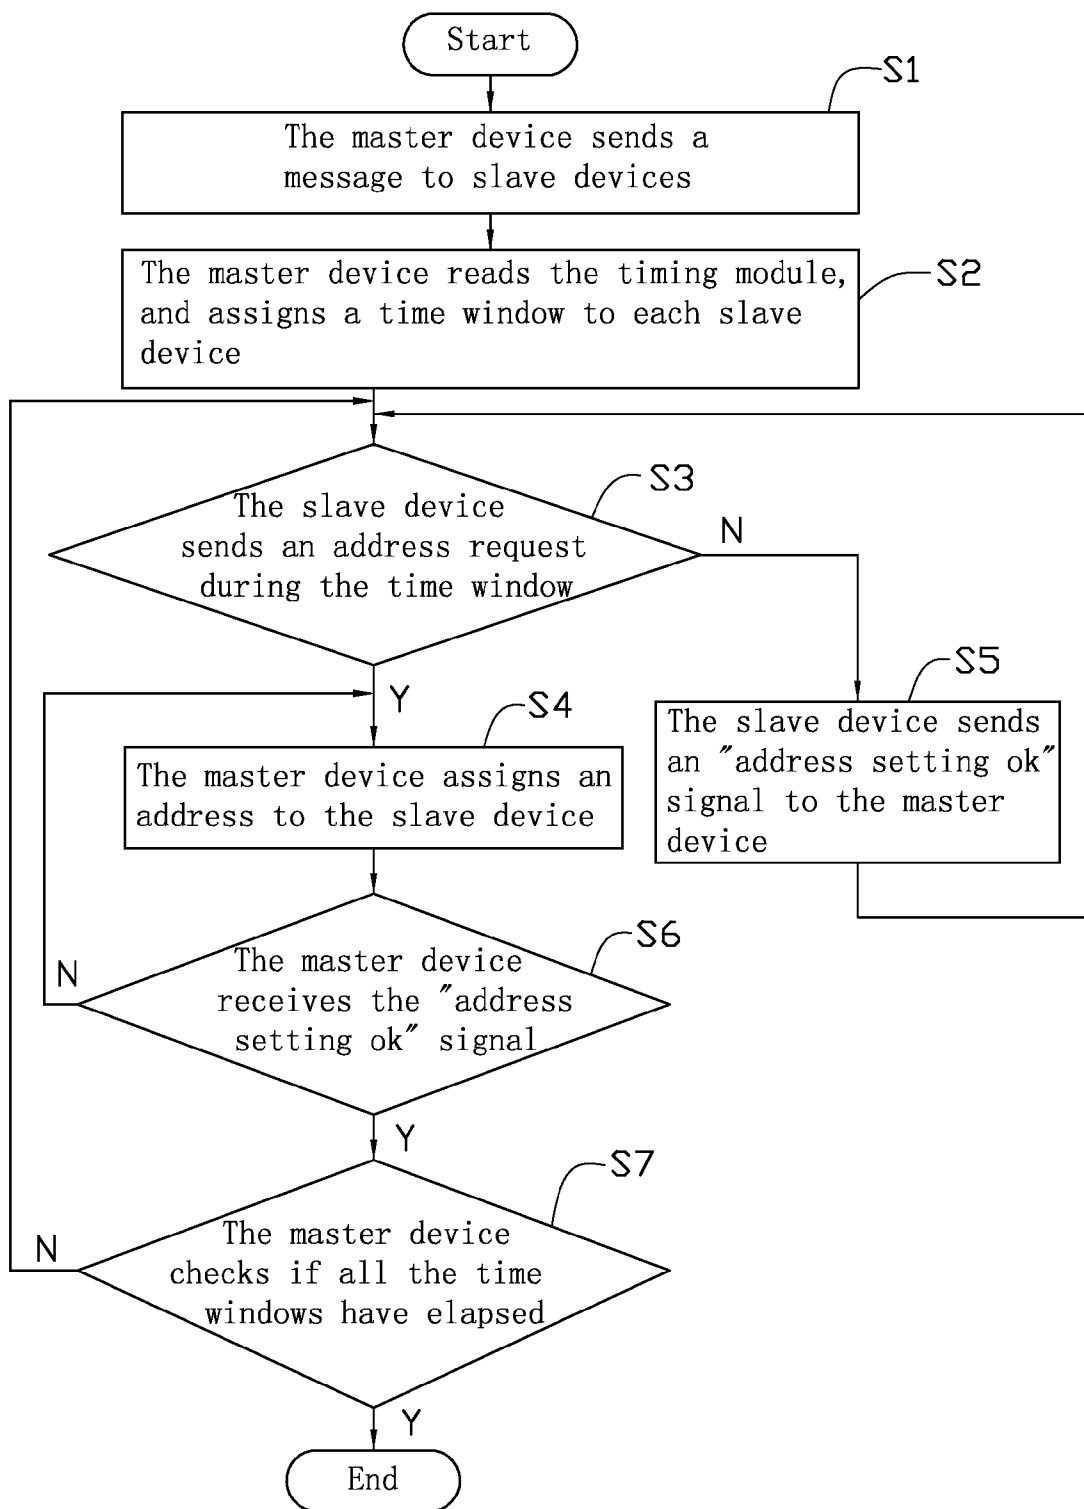 Start
S1
The master device sends a
message to slave devices
S2
The master device reads the timing module,
and assigns a time window to each slave
device
S3
The slave device
sends an address request
during the time window
N
Y
S5
The slave device sends
an "address setting ok"
signal to the master
device
S4
The master device assigns an
address to the slave device
S6
The master device
receives the "address
setting ok" signal
N
Y
S7
The master device
checks if all the time
windows have elapsed
N
Y
End